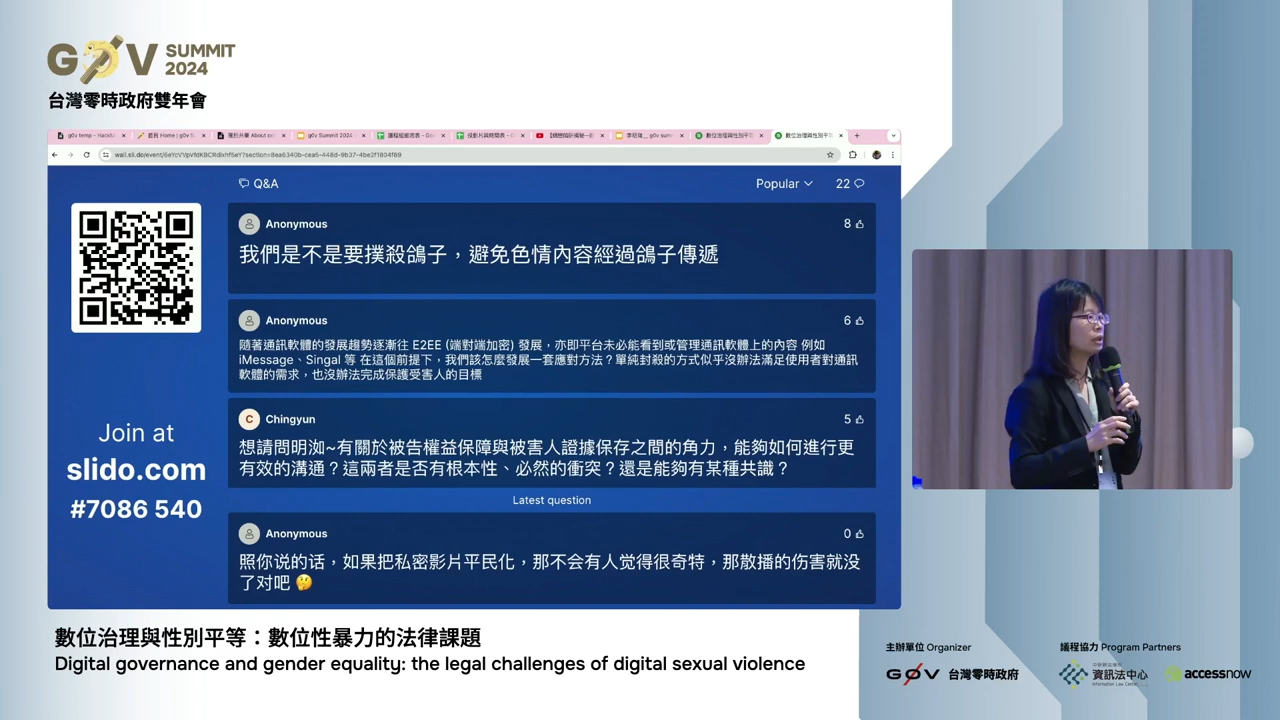 G0V SUMMIT 2024
台灣零時政府雙年會
wall.sli.do/event/
Q&A
Popular
22
Anonymous
8
我們是不是要撲殺鴿子，避免色情內容經過鴿子傳遞
Anonymous
6
隨著通訊軟體的發展趨勢逐漸往 E2EE (端對端加密) 發展，亦即平台未必能看到或管理通訊軟體上的內容 例如
iMessage、Singal 等 在這個前提下，我們該怎麼發展一套應對方法？單純封殺的方式似乎沒辦法滿足使用者對通訊
軟體的需求，也沒辦法完成保護受害人的目標
C Chingyun
5
想請問明洳~有關於被告權益保障與被害人證據保存之間的角力，能夠如何進行更
有效的溝通？這兩者是否有根本性、必然的衝突？還是能夠有某種共識？
Latest question
Anonymous
0
照你说的话，如果把私密影片平民化，那不会有人觉得很奇特，那散播的伤害就没
了对吧 🤔
Join at
slido.com
#7086 540
數位治理與性別平等：數位性暴力的法律課題
Digital governance and gender equality: the legal challenges of digital sexual violence
主辦單位 Organizer
G0V 台灣零時政府
議程協力 Program Partners
資訊法中心
Information Law Center
accessnow